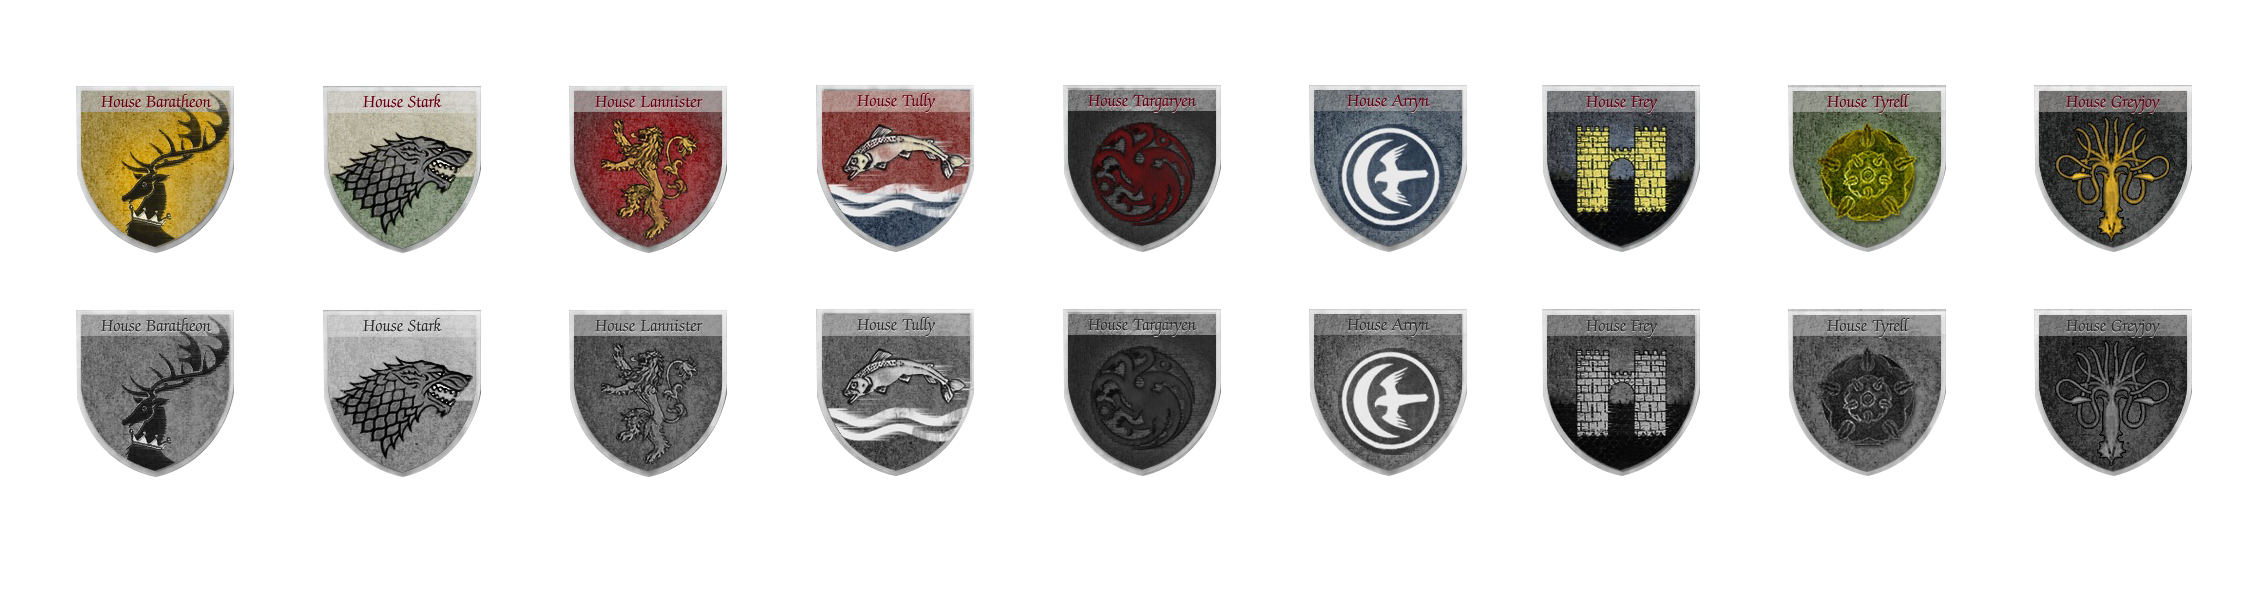 House Baratheon
House Stark
House Lannister
House Tully
House Targaryen
House Arryn
House Frey
House Tyrell
House Greyjoy
House Baratheon
House Stark
House Lannister
House Tully
House Targaryen
House Arryn
House Frey
House Tyrell
House Greyjoy